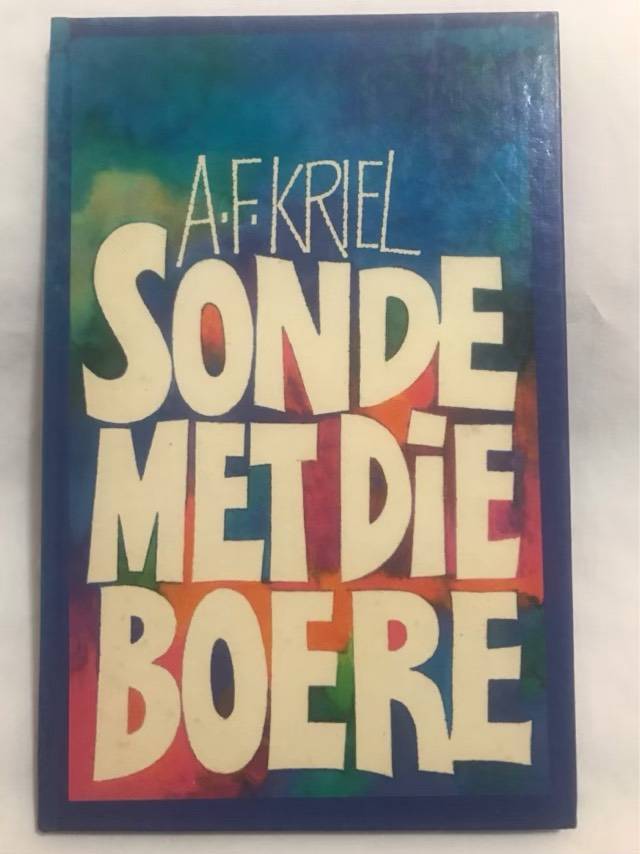 A.F. KRIEL
SONDE
MET DiE
BOERE